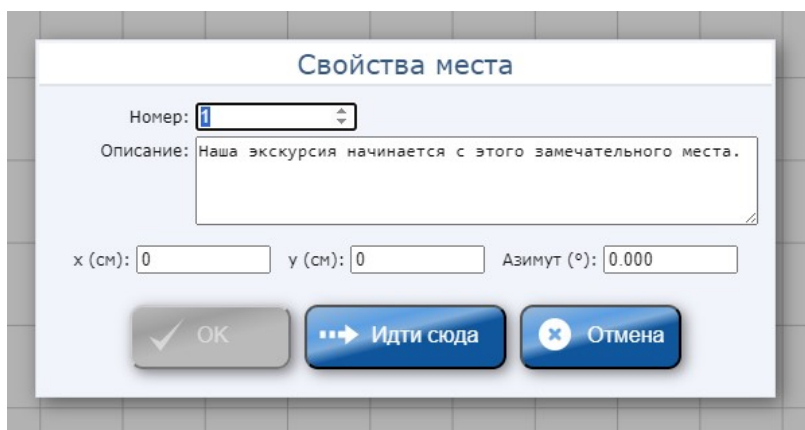 Свойства места
Номер: 1
Описание: Наша экскурсия начинается с этого замечательного места.
x (см): 0 y (см): 0 Азимут (°): 0.000
OK Идти сюда Отмена